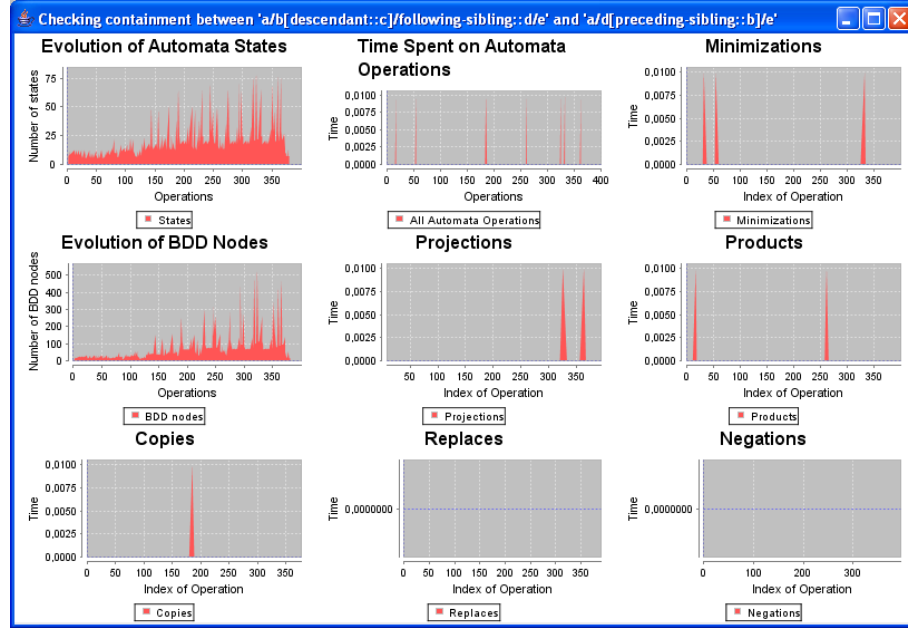 Checking containment between 'a/b[descendant::c]/following-sibling::d/e' and 'a/d[preceding-sibling::b]/e'
Evolution of Automata States
Number of states
75
50
25
0
0 50 100 150 200 250 300 350
Operations
States
Time Spent on Automata
Operations
Time
0,0100
0,0075
0,0050
0,0025
0,0000
0 50 100 150 200 250 300 350 400
Operations
All Automata Operations
Minimizations
Time
0,0100
0,0075
0,0050
0,0025
0,0000
0 50 100 150 200 250 300 350
Index of Operation
Minimizations
Evolution of BDD Nodes
Number of BDD nodes
500
400
300
200
100
0
0 50 100 150 200 250 300 350
Operations
BDD nodes
Projections
Time
0,0100
0,0075
0,0050
0,0025
0,0000
50 100 150 200 250 300 350
Index of Operation
Projections
Products
Time
0,0100
0,0075
0,0050
0,0025
0,0000
0 50 100 150 200 250 300 350
Index of Operation
Products
Copies
Time
0,0100
0,0075
0,0050
0,0025
0,0000
0 50 100 150 200 250 300 350
Index of Operation
Copies
Replaces
Time
0,0000000
0 50 100 150 200 250 300 350
Index of Operation
Replaces
Negations
Time
0,0000000
0 100 200 300
Index of Operation
Negations